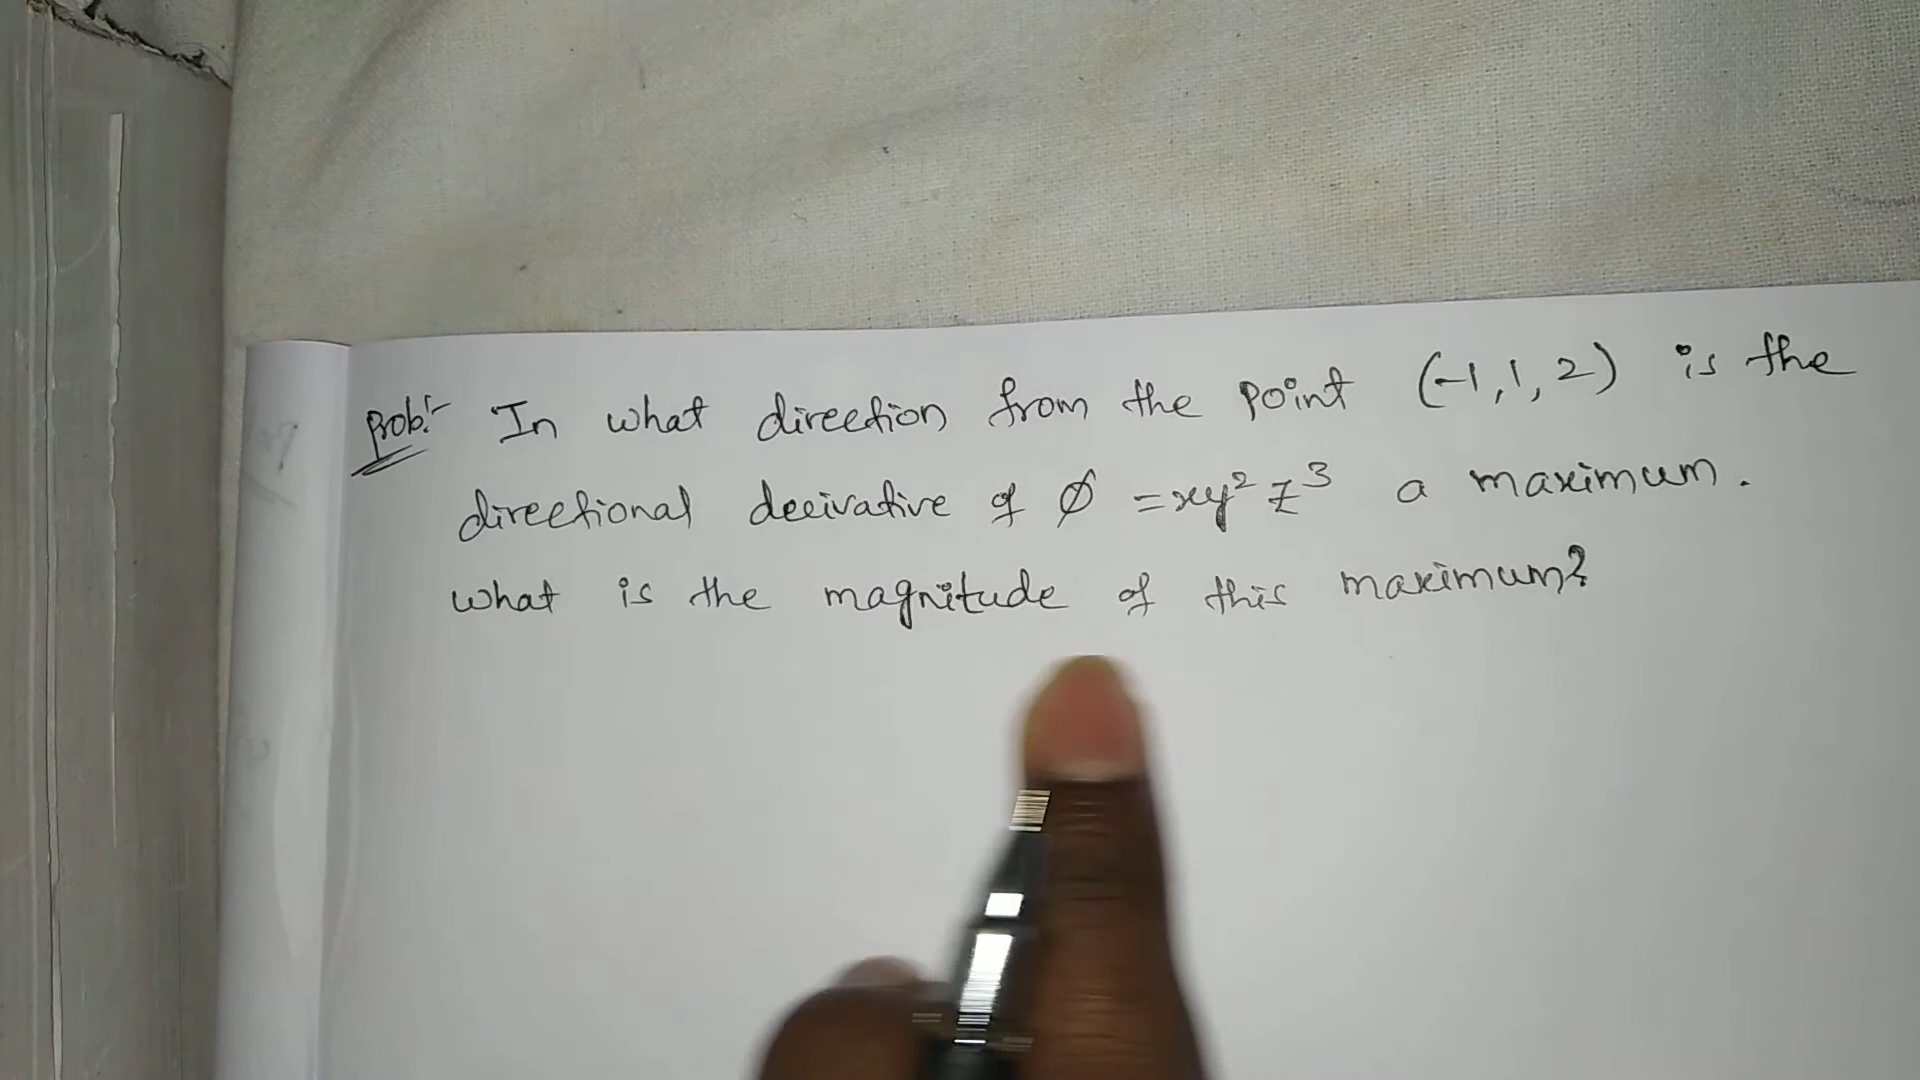 Prob:- In what direction from the point (-1,1,2) is the
directional derivative of Ø = xy² z³ a maximum.
what is the magnitude of this maximum?